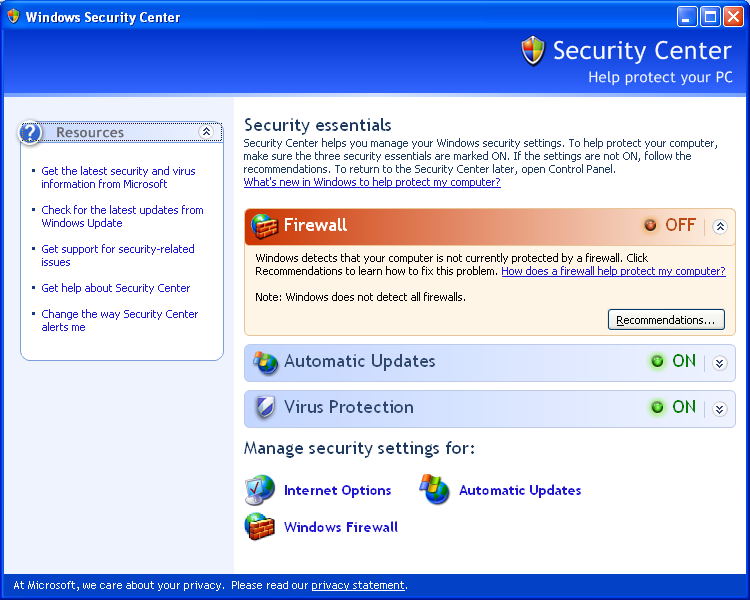 Windows Security Center
Security Center
Help protect your PC
Resources
Get the latest security and virus
information from Microsoft
Check for the latest updates from
Windows Update
Get support for security-related
issues
Get help about Security Center
Change the way Security Center
alerts me
Security essentials
Security Center helps you manage your Windows security settings. To help protect your computer,
make sure the three security essentials are marked ON. If the settings are not ON, follow the
recommendations. To return to the Security Center later, open Control Panel.
What's new in Windows to help protect my computer?
Firewall OFF
Windows detects that your computer is not currently protected by a firewall. Click
Recommendations to learn how to fix this problem. How does a firewall help protect my computer?
Note: Windows does not detect all firewalls.
Recommendations...
Automatic Updates ON
Virus Protection ON
Manage security settings for:
Internet Options Automatic Updates
Windows Firewall
At Microsoft, we care about your privacy. Please read our privacy statement.